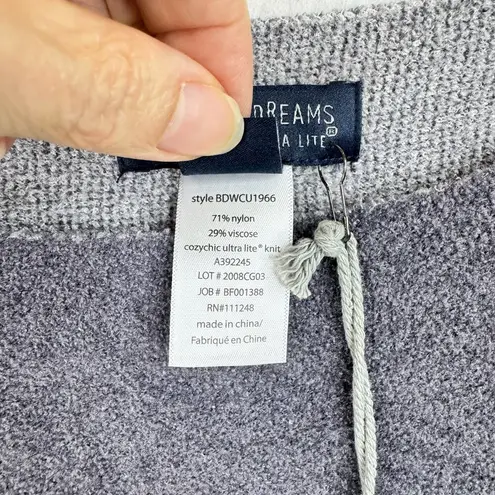 DREAMS
A LITE®
style BDWCU1966
71% nylon
29% viscose
cozychic ultra lite® knit
A392245
LOT # 2008CG03
JOB # BF001388
RN#111248
made in china/
Fabriqué en Chine